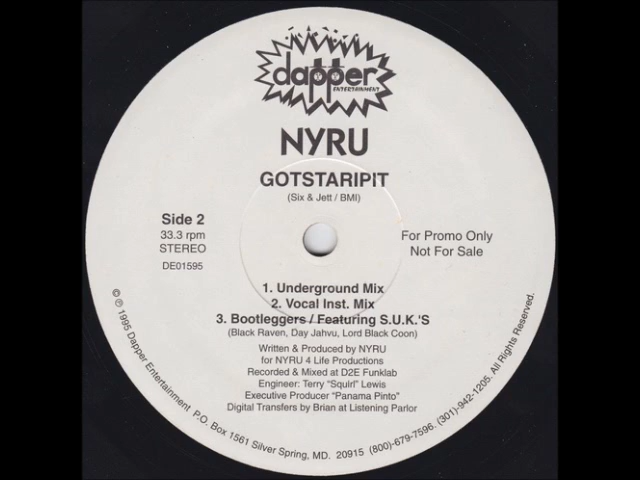 dapper
ENTERTAINMENT
NYRU
GOTSTARIPIT
(Six & Jett / BMI)
Side 2
33.3 rpm
STEREO
DE01595
For Promo Only
Not For Sale
1. Underground Mix
2. Vocal Inst. Mix
3. Bootleggers / Featuring S.U.K.'S
(Black Raven, Day Jahvu, Lord Black Coon)
Written & Produced by NYRU
for NYRU 4 Life Productions
Recorded & Mixed at D2E Funklab
Engineer: Terry "Squirl" Lewis
Executive Producer "Panama Pinto"
Digital Transfers by Brian at Listening Parlor
© ℗ 1995 Dapper Entertainment P.O. Box 1561 Silver Spring, MD. 20915 (800)-679-7596. (301)-942-1205. All Rights Reserved.